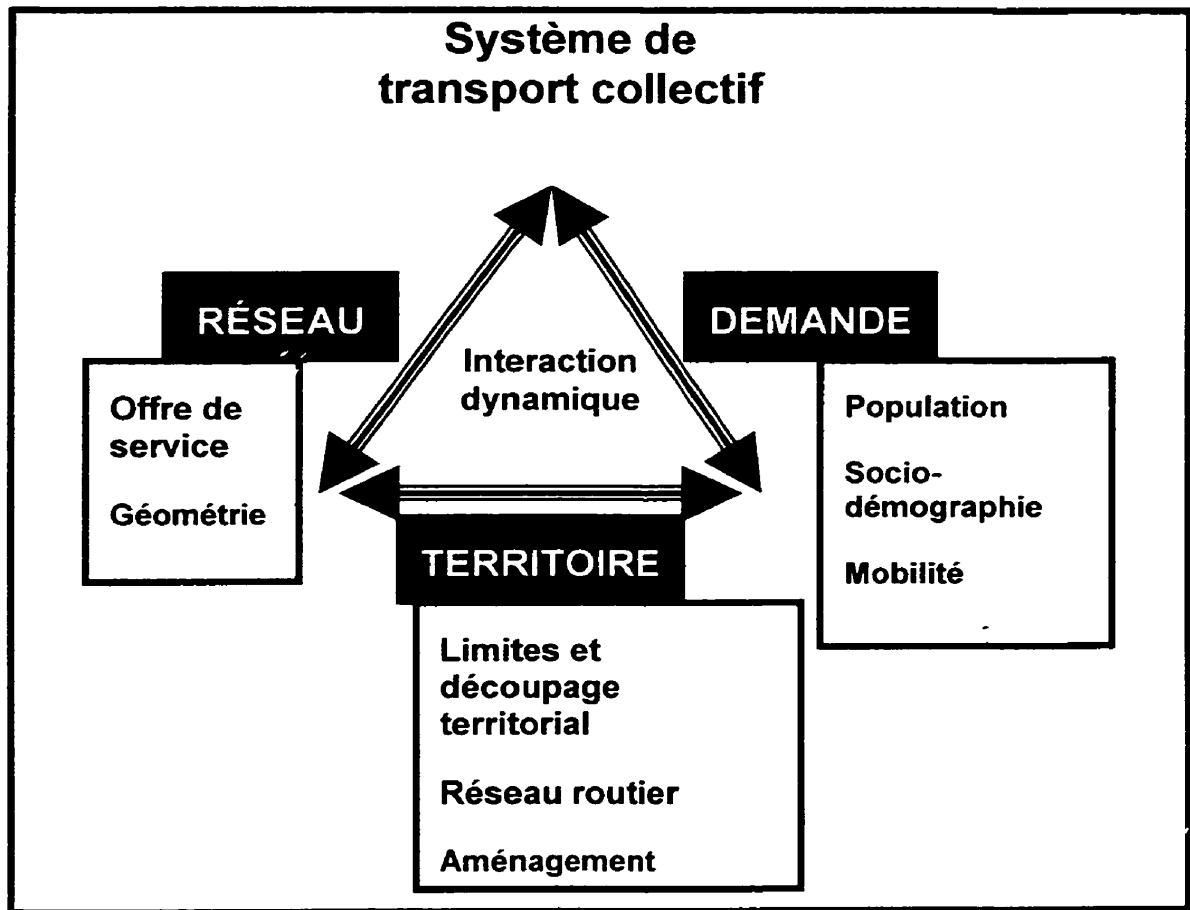 Système de
transport collectif
RÉSEAU
Offre de
service
Géométrie
Interaction
dynamique
DEMANDE
Population
Socio-
démographie
Mobilité
TERRITOIRE
Limites et
découpage
territorial
Réseau routier
Aménagement